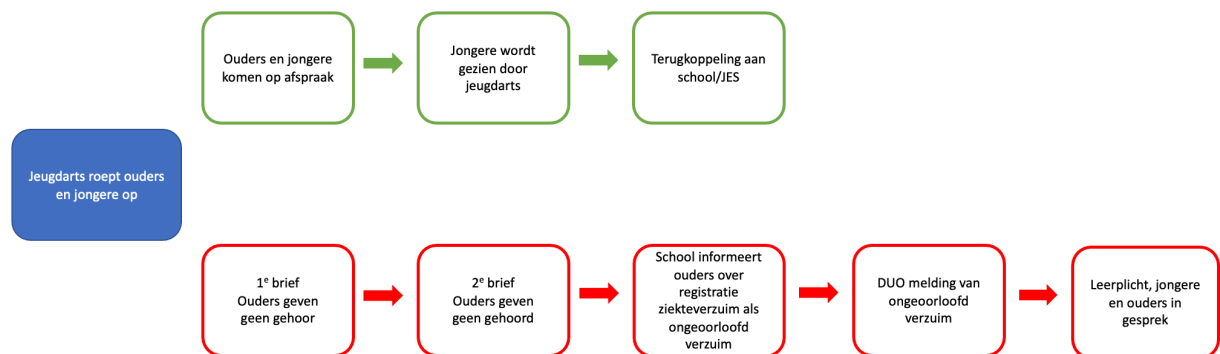 Ouders en jongere
komen op afspraak
Jongere wordt
gezien door
jeugdarts
Terugkoppeling aan
school/JES
Jeugdarts roept ouders
en jongere op
1e brief
Ouders geven
geen gehoor
2e brief
Ouders geven
geen gehoord
School informeert
ouders over
registratie
ziekteverzuim als
ongeoorloofd
verzuim
DUO melding van
ongeoorloofd
verzuim
Leerplicht, jongere
en ouders in
gesprek